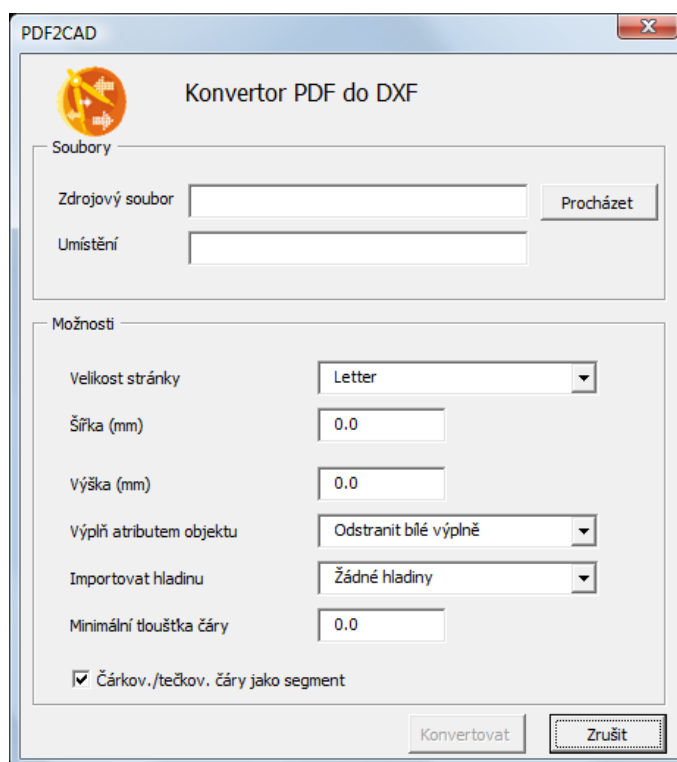 PDF2CAD
Konvertor PDF do DXF
Soubory
Zdrojový soubor
Procházet
Umístění
Možnosti
Velikost stránky
Letter
Šířka (mm)
0.0
Výška (mm)
0.0
Výplň atributem objektu
Odstranit bílé výplně
Importovat hladinu
Žádné hladiny
Minimální tloušťka čáry
0.0
Čárkov./tečkov. čáry jako segment
Konvertovat
Zrušit